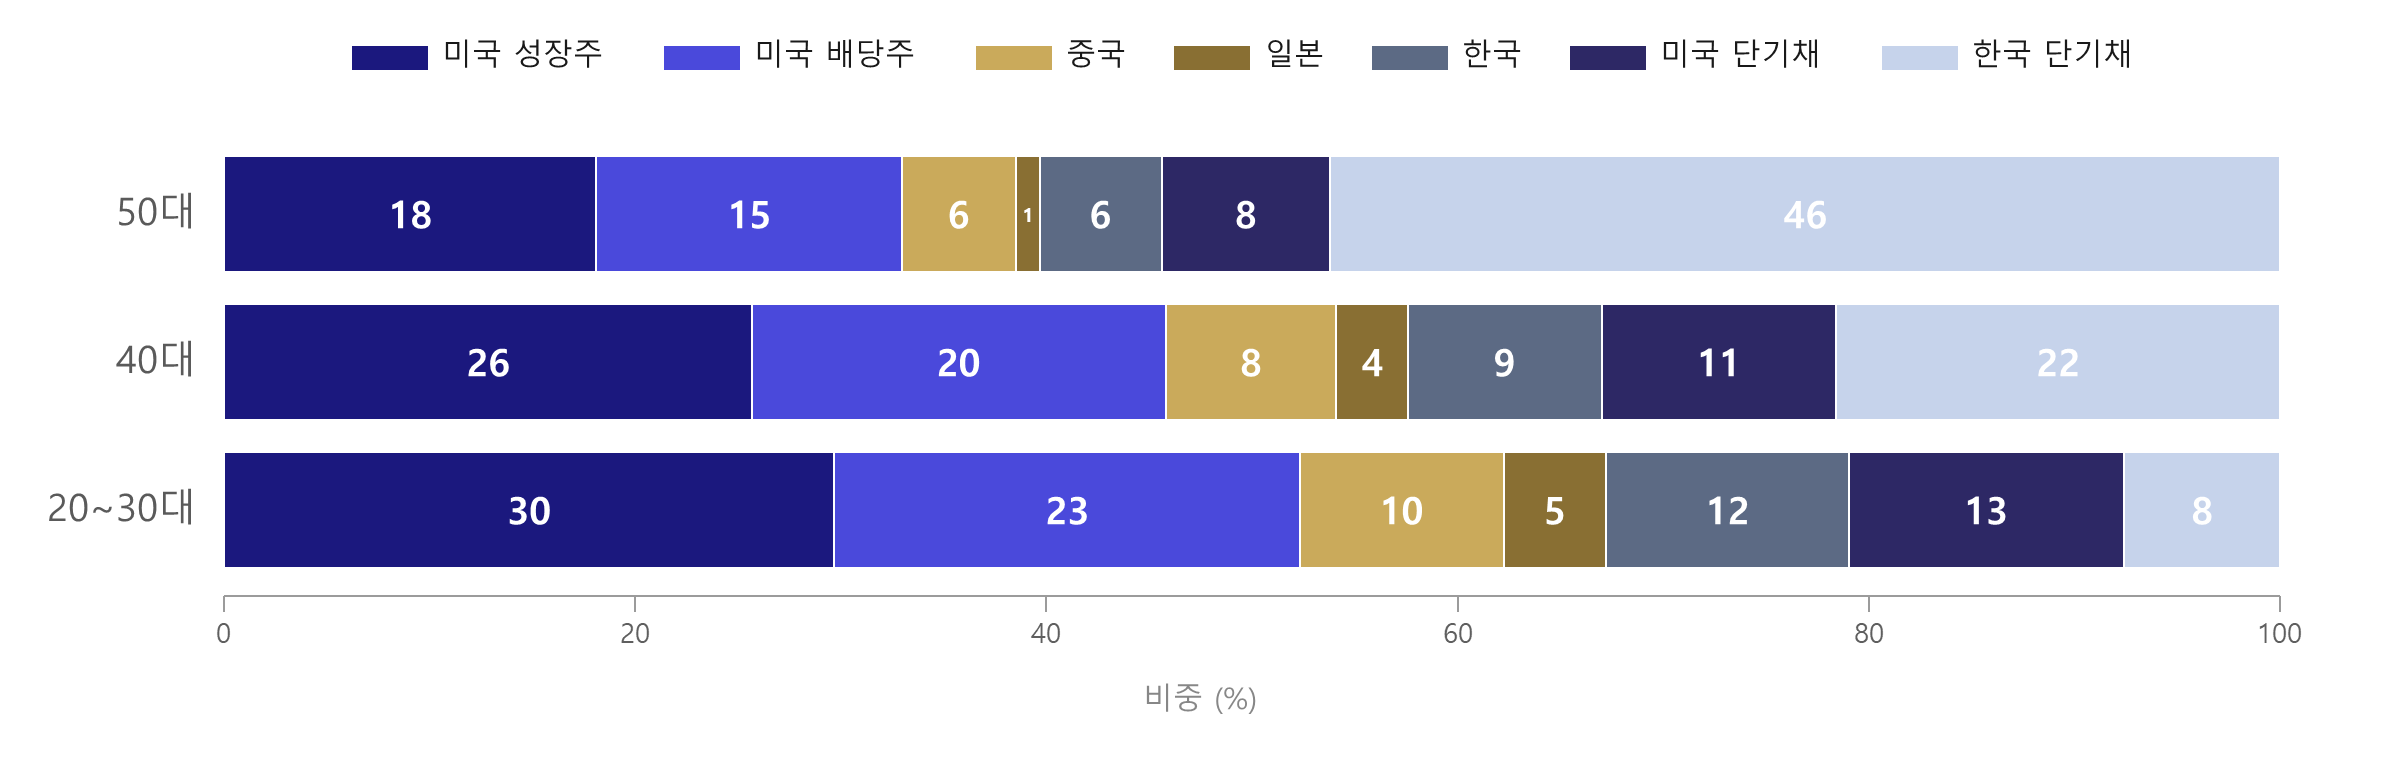 미국 성장주 미국 배당주 중국 일본 한국 미국 단기채 한국 단기채
50대 18 15 6 1 6 8 46
40대 26 20 8 4 9 11 22
20~30대 30 23 10 5 12 13 8
0 20 40 60 80 100
비중 (%)